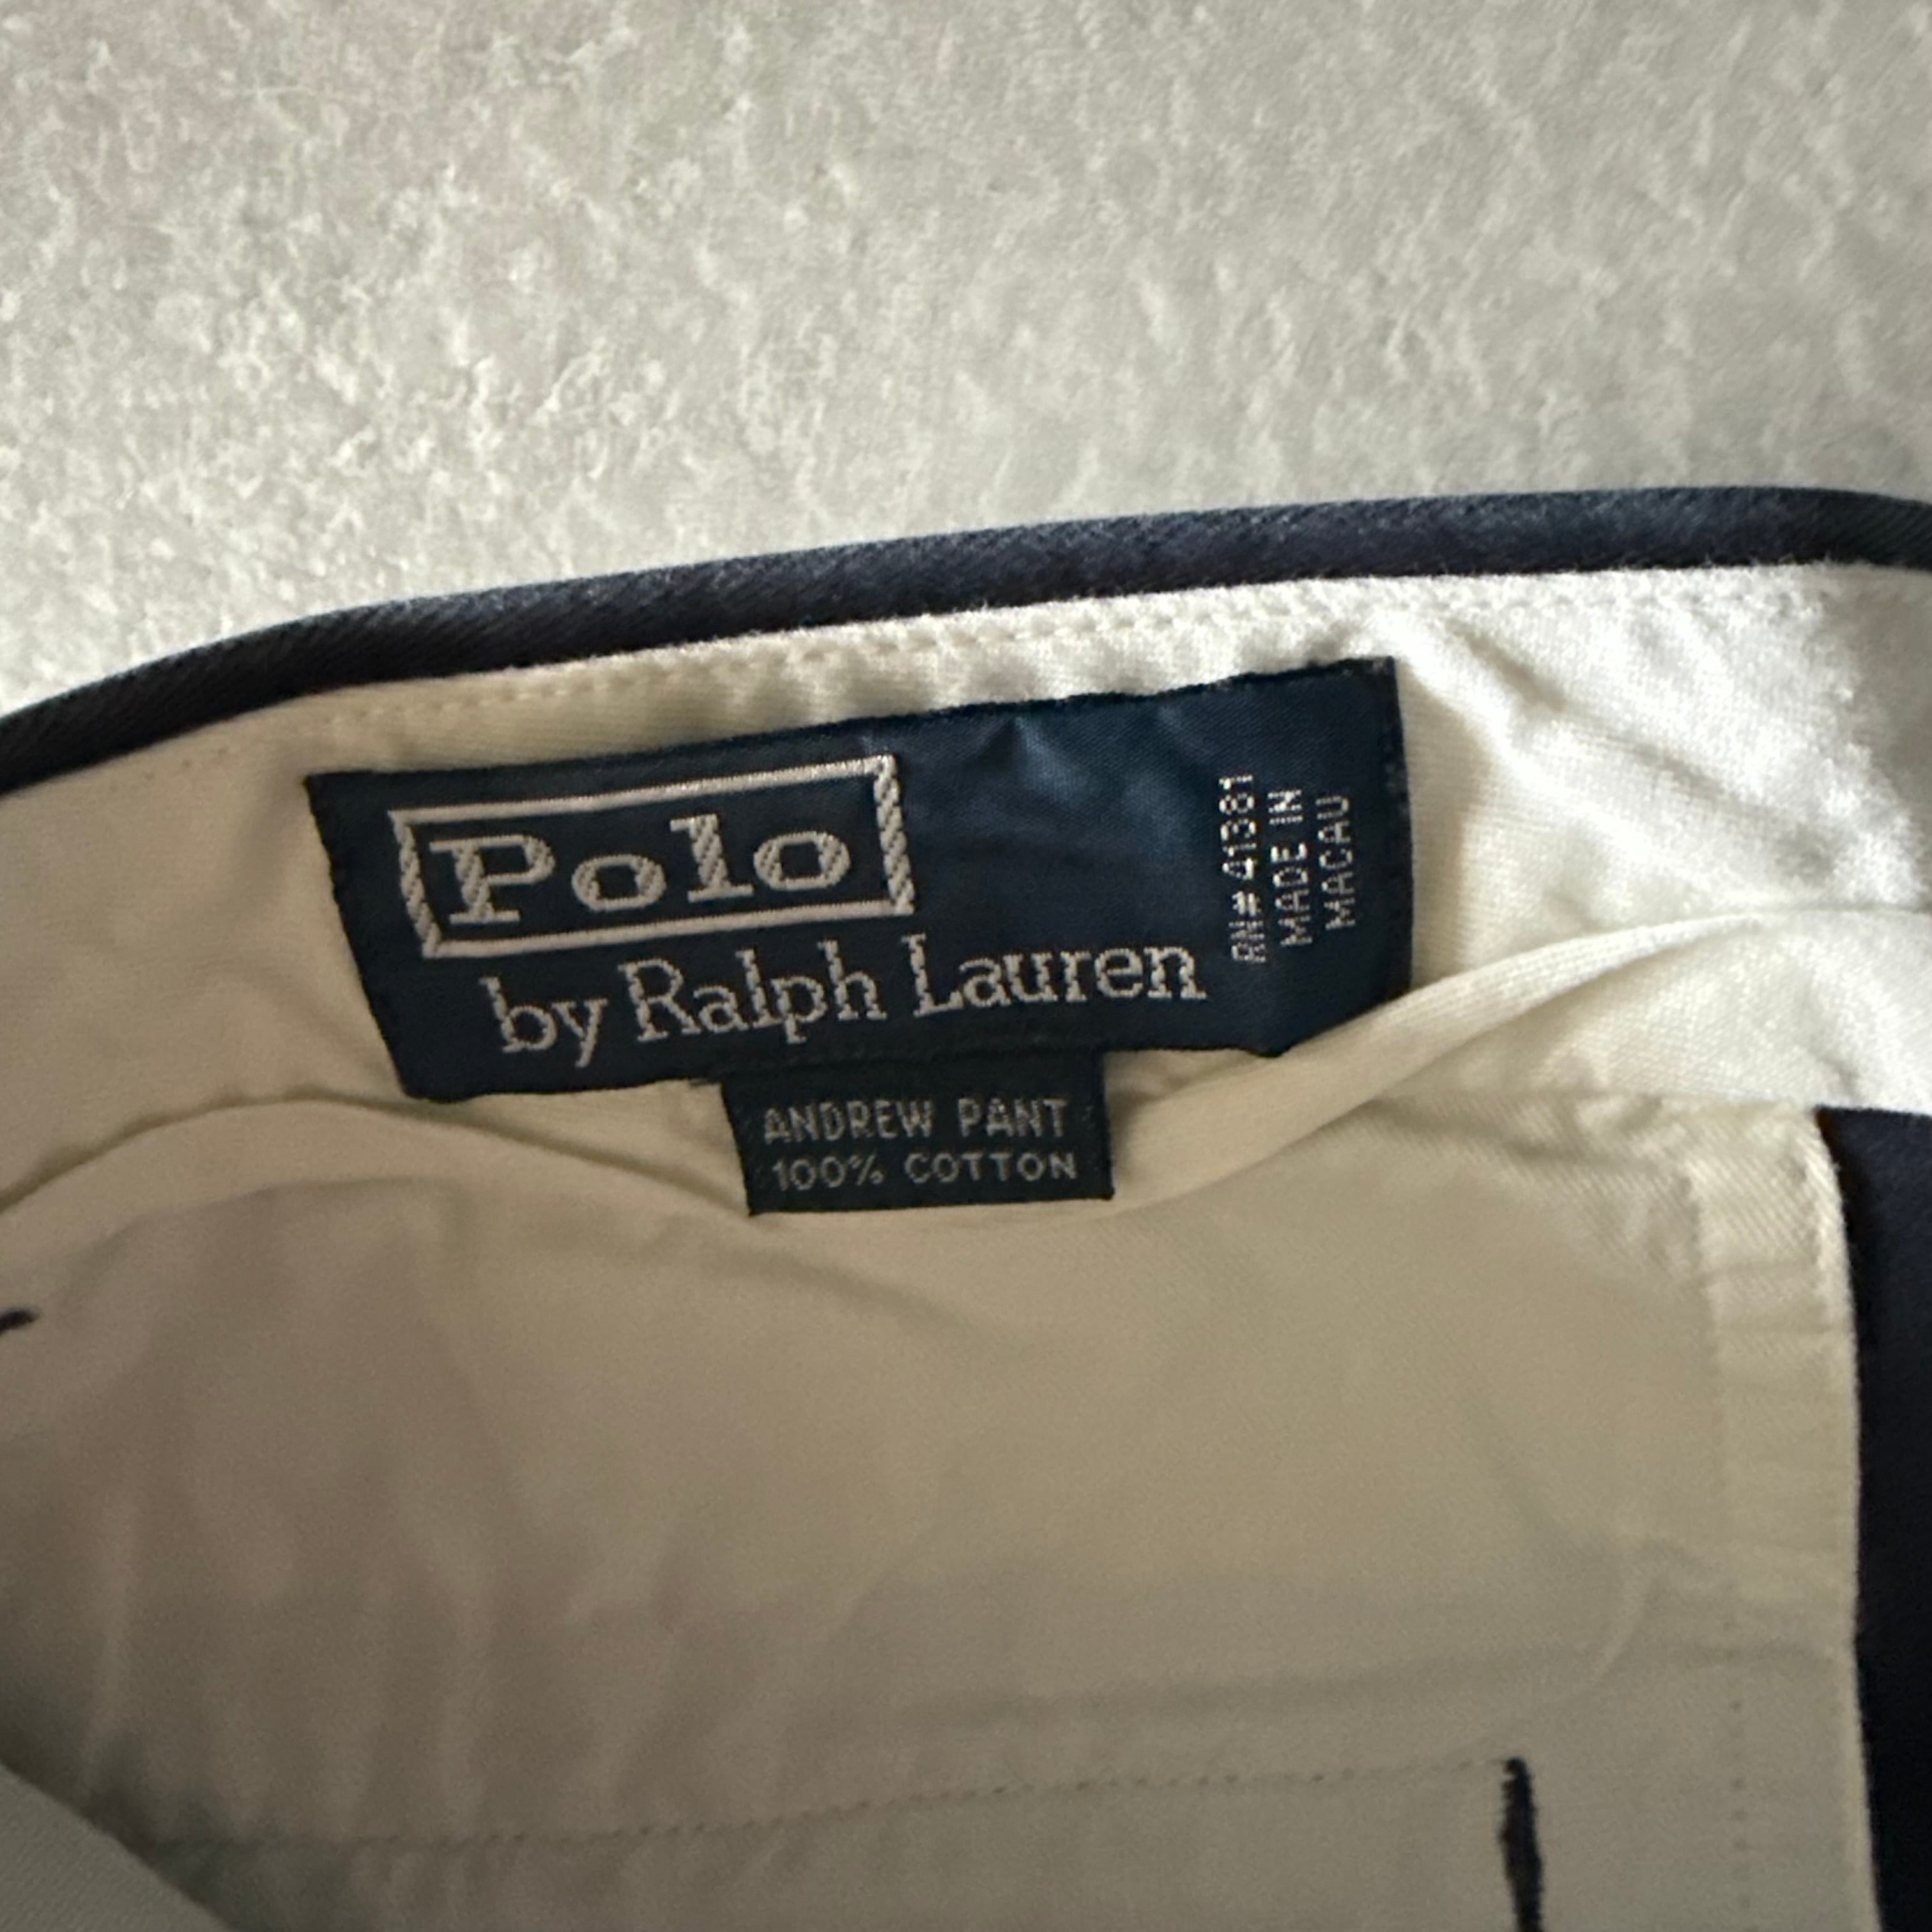 Polo
by Ralph Lauren
RN# 41381
MADE IN
MACAU
ANDREW PANT
100% COTTON